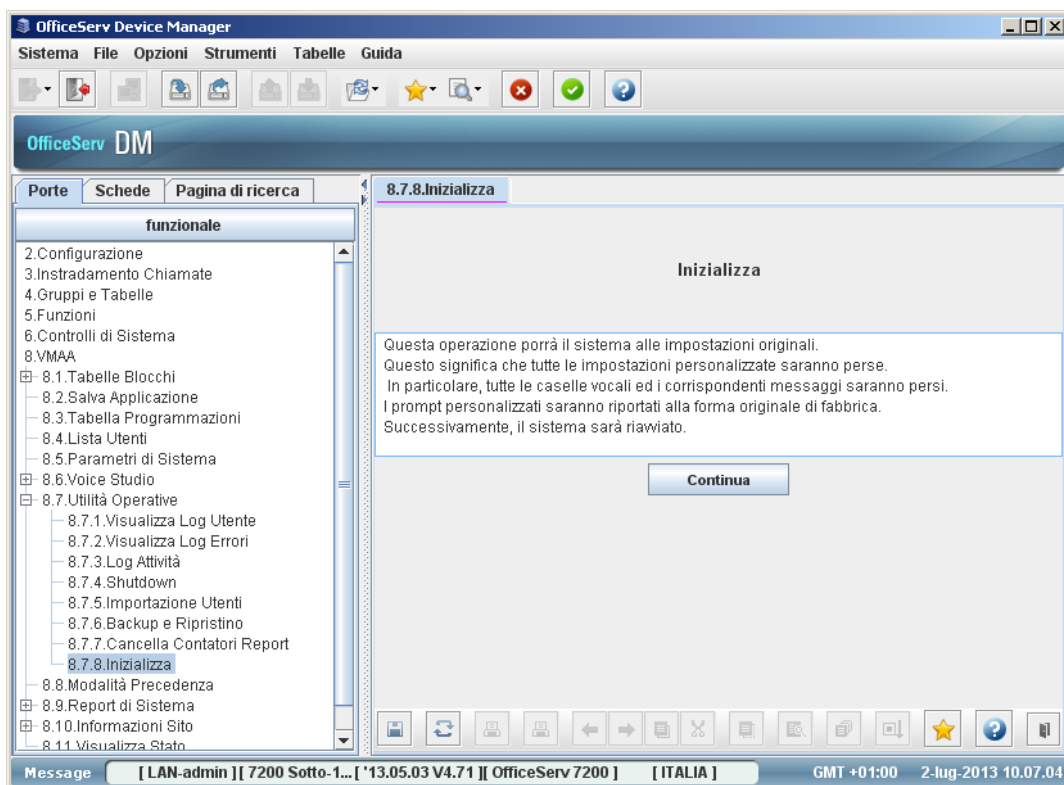 OfficeServ Device Manager
Sistema File Opzioni Strumenti Tabelle Guida
OfficeServ DM
Porte Schede Pagina di ricerca
funzionale
2.Configurazione
3.Instradamento Chiamate
4.Gruppi e Tabelle
5.Funzioni
6.Controlli di Sistema
8.VMAA
8.1.Tabelle Blocchi
8.2.Salva Applicazione
8.3.Tabella Programmazioni
8.4.Lista Utenti
8.5.Parametri di Sistema
8.6.Voice Studio
8.7.Utilità Operative
8.7.1.Visualizza Log Utente
8.7.2.Visualizza Log Errori
8.7.3.Log Attività
8.7.4.Shutdown
8.7.5.Importazione Utenti
8.7.6.Backup e Ripristino
8.7.7.Cancella Contatori Report
8.7.8.Inizializza
8.8.Modalità Precedenza
8.9.Report di Sistema
8.10.Informazioni Sito
8.11.Visualizza Stato
8.7.8.Inizializza
Inizializza
Questa operazione porrà il sistema alle impostazioni originali.
Questo significa che tutte le impostazioni personalizzate saranno perse.
In particolare, tutte le caselle vocali ed i corrispondenti messaggi saranno persi.
I prompt personalizzati saranno riportati alla forma originale di fabbrica.
Successivamente, il sistema sarà riavviato.
Continua
Message [ LAN-admin ][ 7200 Sotto-1... [ '13.05.03 V4.71 ][ OfficeServ 7200 ] [ ITALIA ] GMT +01:00 2-lug-2013 10.07.04